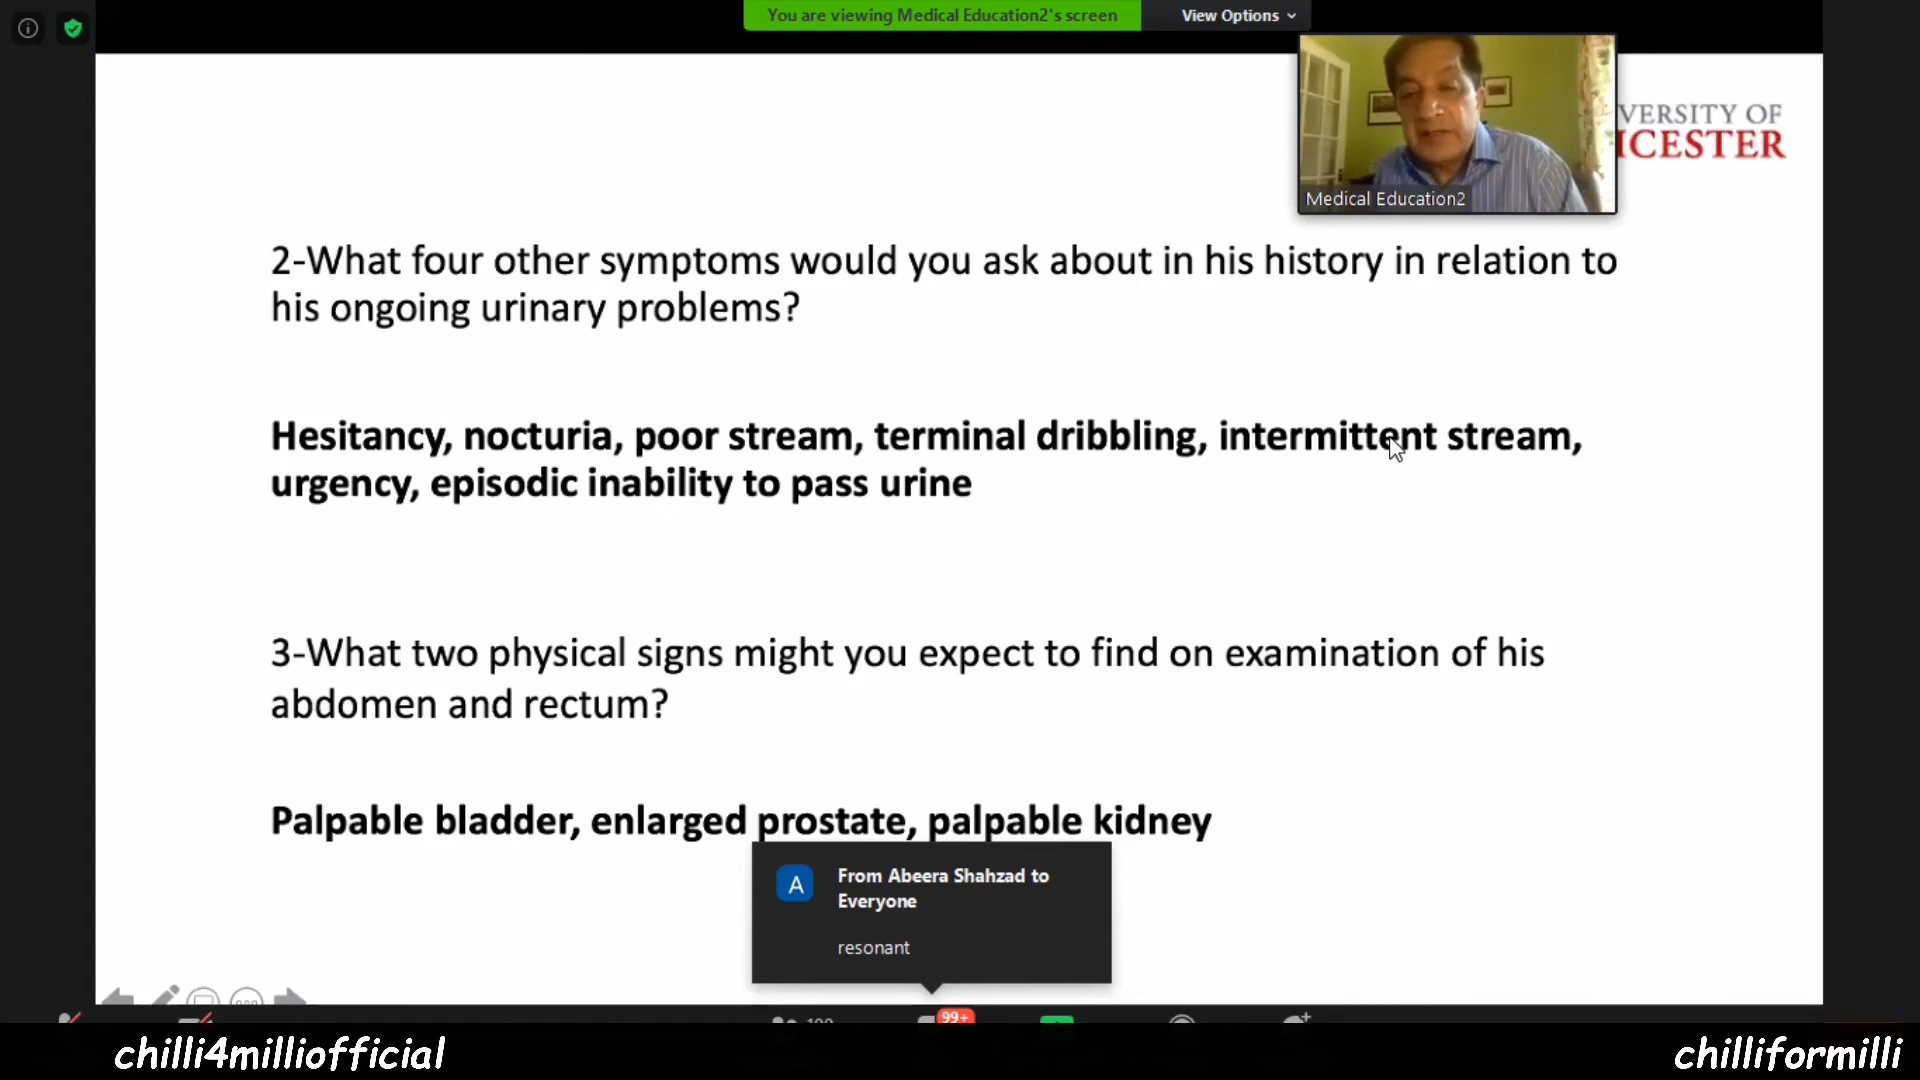 You are viewing Medical Education2's screen
View Options
VERSITY OF
ICESTER
Medical Education2
2-What four other symptoms would you ask about in his history in relation to
his ongoing urinary problems?
Hesitancy, nocturia, poor stream, terminal dribbling, intermittent stream,
urgency, episodic inability to pass urine
3-What two physical signs might you expect to find on examination of his
abdomen and rectum?
Palpable bladder, enlarged prostate, palpable kidney
A
From Abeera Shahzad to
Everyone
resonant
99+
chilli4milliofficial
chilliformilli